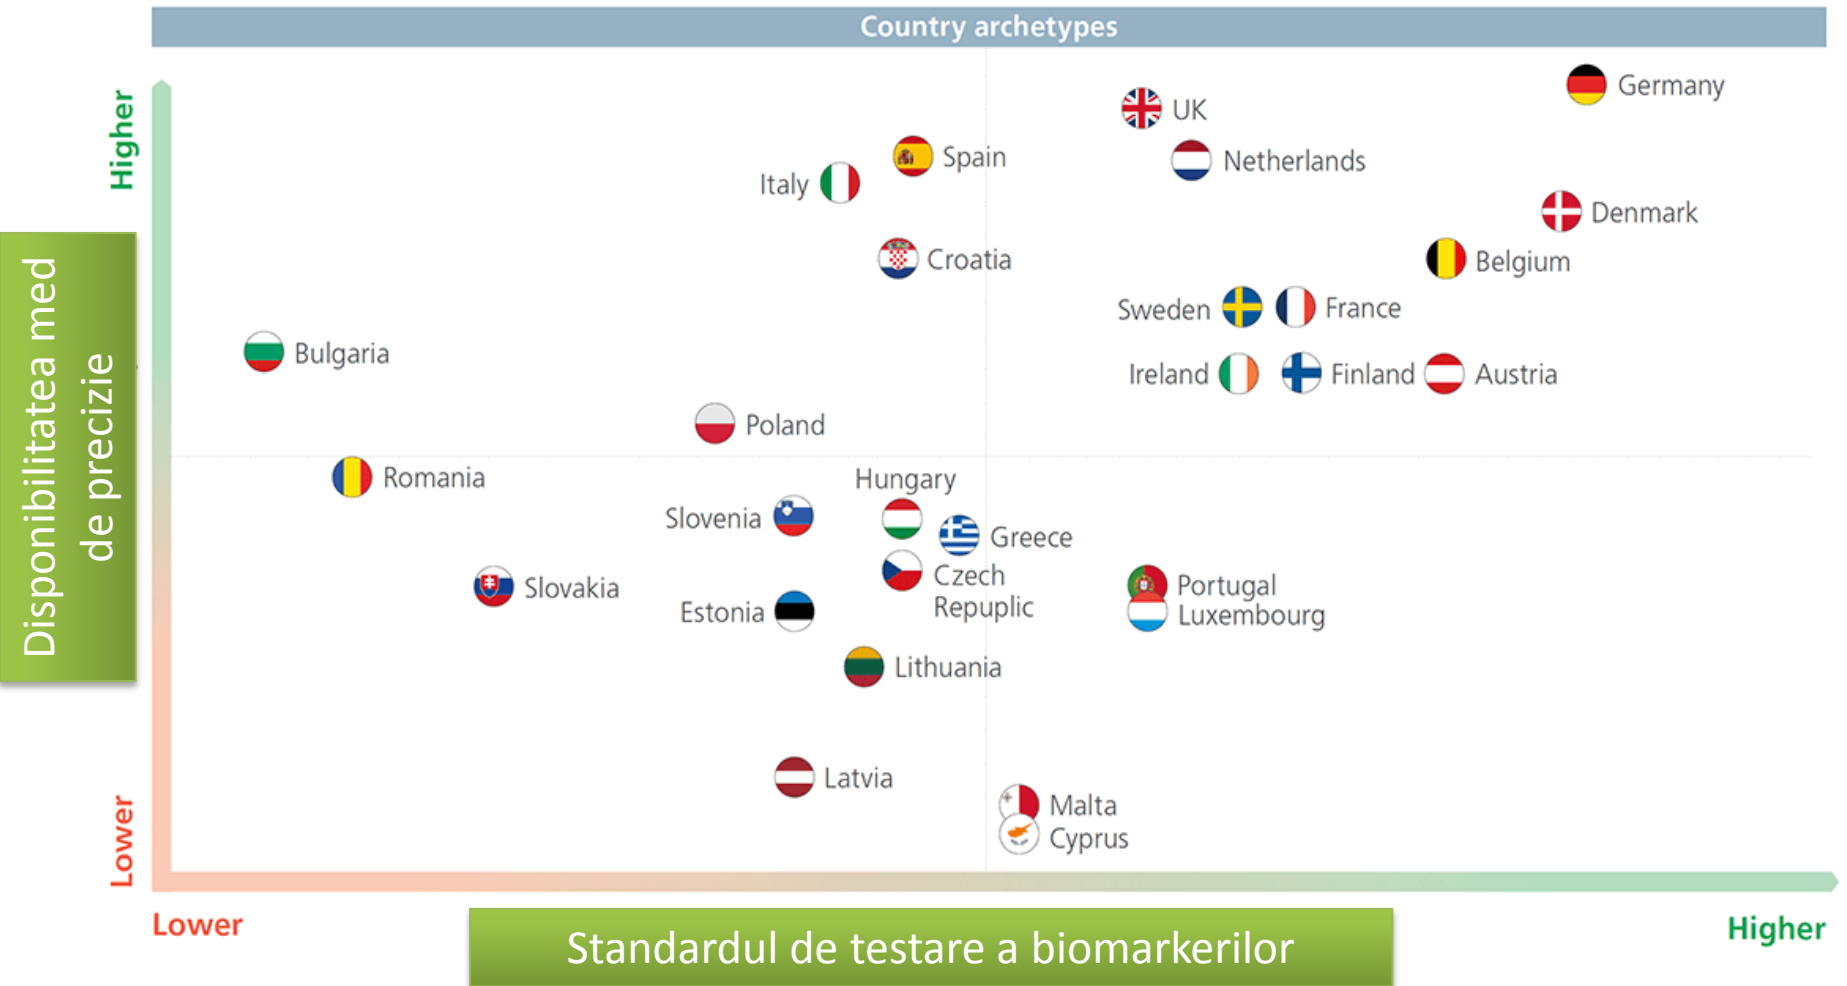 Country archetypes
Higher
Germany
UK
Spain
Netherlands
Italy
Denmark
Croatia
Belgium
Sweden
France
Bulgaria
Ireland
Finland
Austria
Disponibilitatea med
de precizie
Poland
Romania
Hungary
Slovenia
Greece
Czech
Repuplic
Slovakia
Portugal
Estonia
Luxembourg
Lithuania
Latvia
Malta
Cyprus
Lower
Lower
Standardul de testare a biomarkerilor
Higher